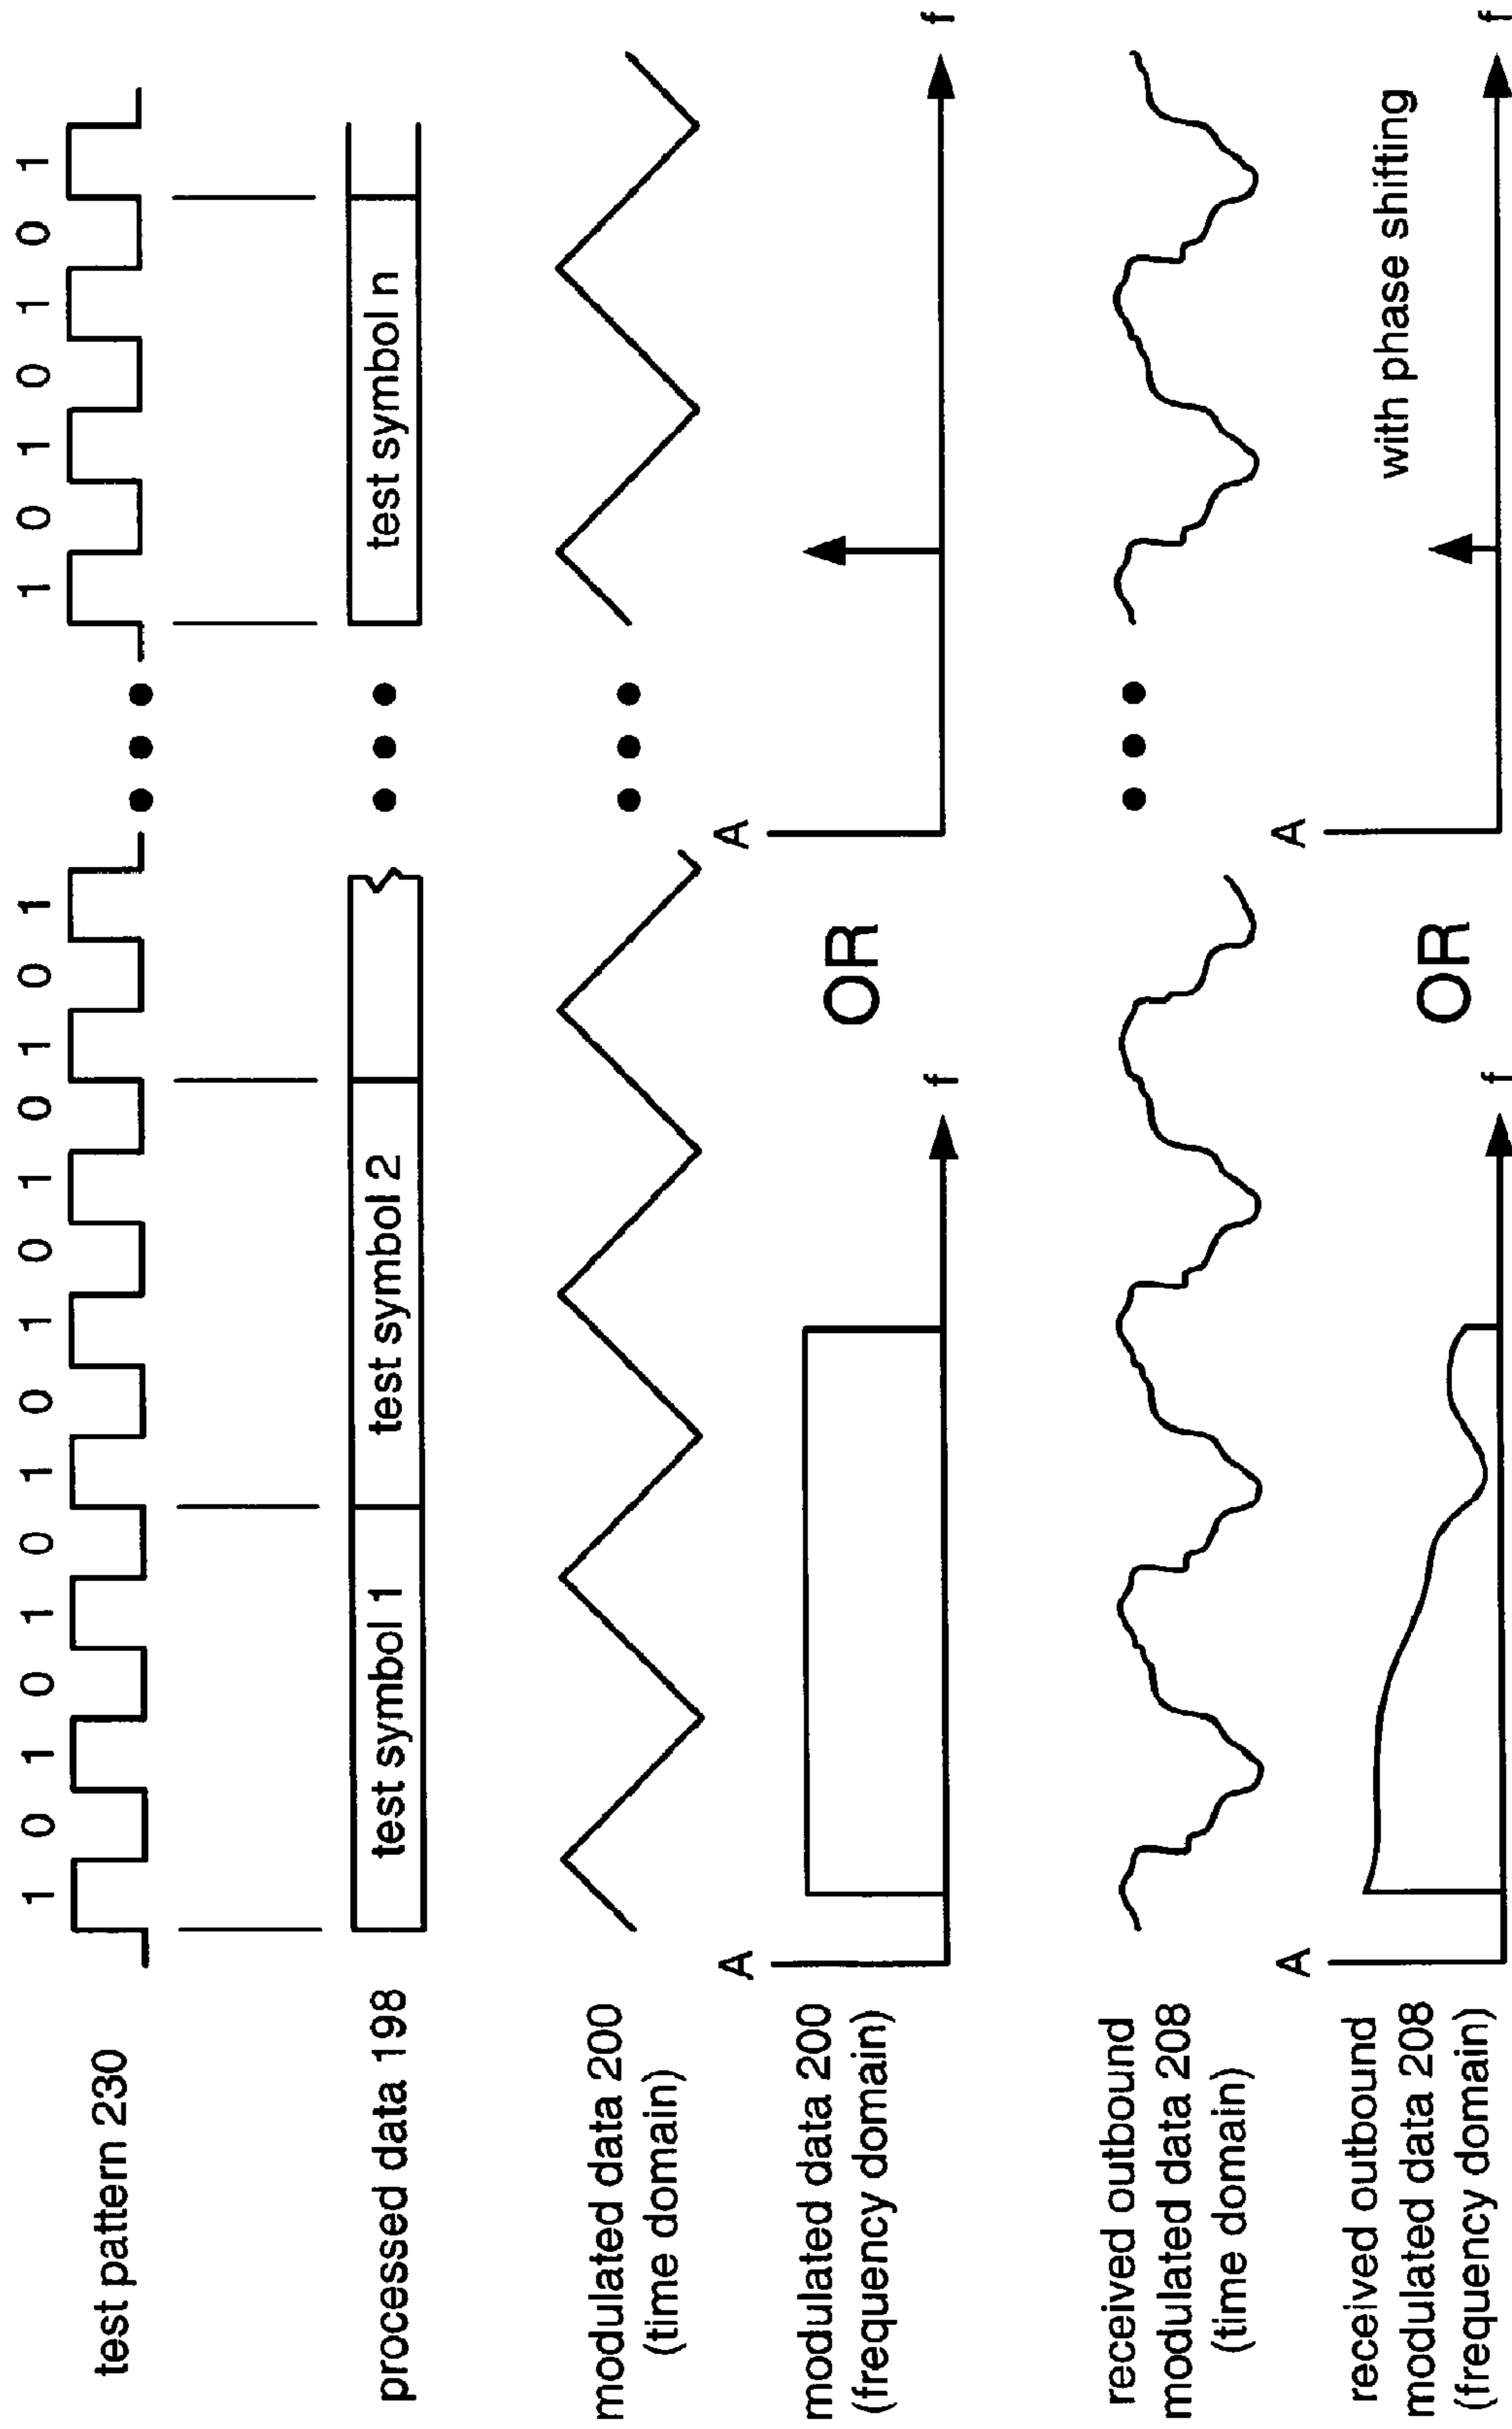 test pattern 230
1 0 1 0 1 0 1 0 1 0 1 0 1 0 1
1 0 1 0 1 0 1
processed data 198
test symbol 1
test symbol 2
test symbol n
modulated data 200
(time domain)
modulated data 200
(frequency domain)
A
f
OR
A
f
received outbound
modulated data 208
(time domain)
received outbound
modulated data 208
(frequency domain)
A
f
OR
A
with phase shifting
f